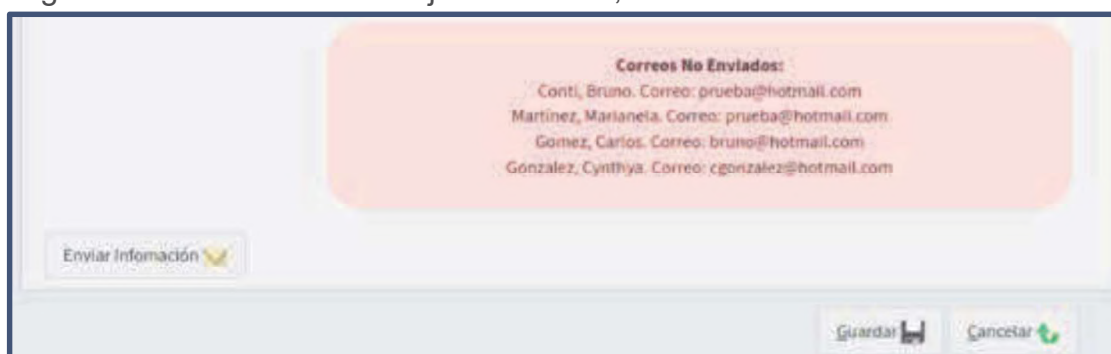 Correos No Enviados:
Conti, Bruno. Correo: prueba@hotmail.com
Martinez, Marianela. Correo: prueba@hotmail.com
Gomez, Carlos. Correo: bruno@hotmail.com
Gonzalez, Cynthya. Correo: cgonzalez@hotmail.com
Enviar Infomación
Guardar
Cancelar